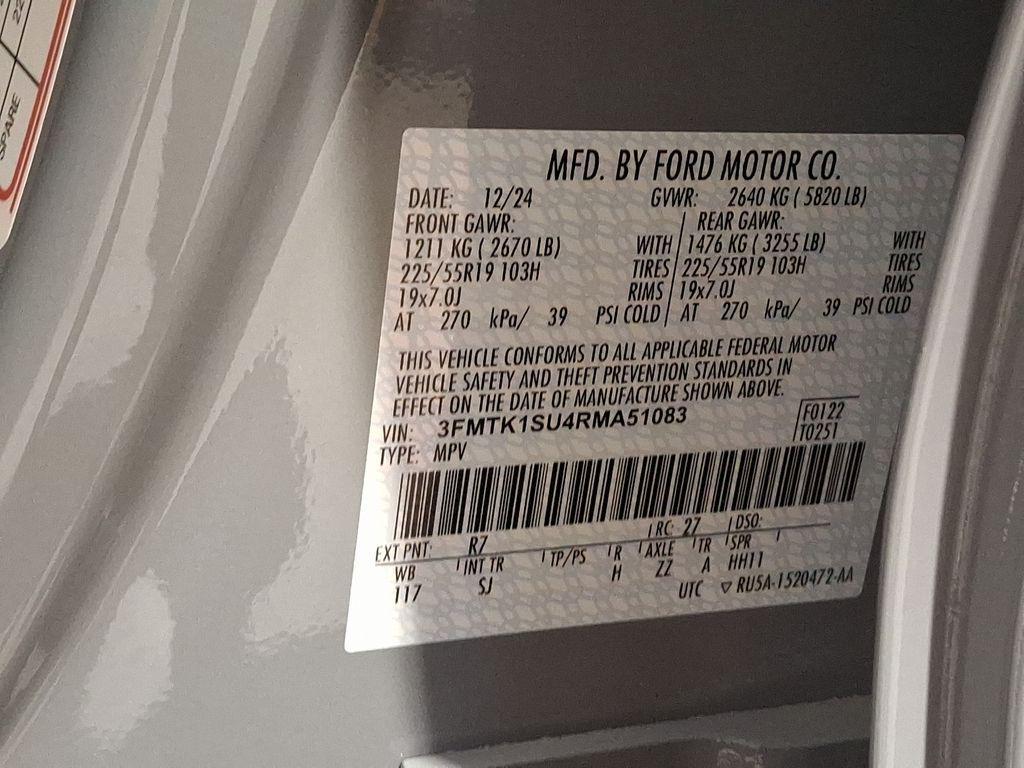 SPARE
MFD. BY FORD MOTOR CO.
DATE: 12/24 GVWR: 2640 KG ( 5820 LB)
FRONT GAWR: REAR GAWR:
1211 KG ( 2670 LB) WITH 1476 KG ( 3255 LB) WITH
225/55R19 103H TIRES 225/55R19 103H TIRES
19x7.0J RIMS 19x7.0J RIMS
AT 270 kPa/ 39 PSI COLD AT 270 kPa/ 39 PSI COLD
THIS VEHICLE CONFORMS TO ALL APPLICABLE FEDERAL MOTOR
VEHICLE SAFETY AND THEFT PREVENTION STANDARDS IN
EFFECT ON THE DATE OF MANUFACTURE SHOWN ABOVE.
VIN: 3FMTK1SU4RMA51083 F0122
TYPE: MPV T0251
EXT PNT: R7 RC: 27 DSO:
WB INT TR TP/PS R AXLE TR SPR
117 SJ H ZZ A HH11
UTC ▽ RU5A-1520472-AA